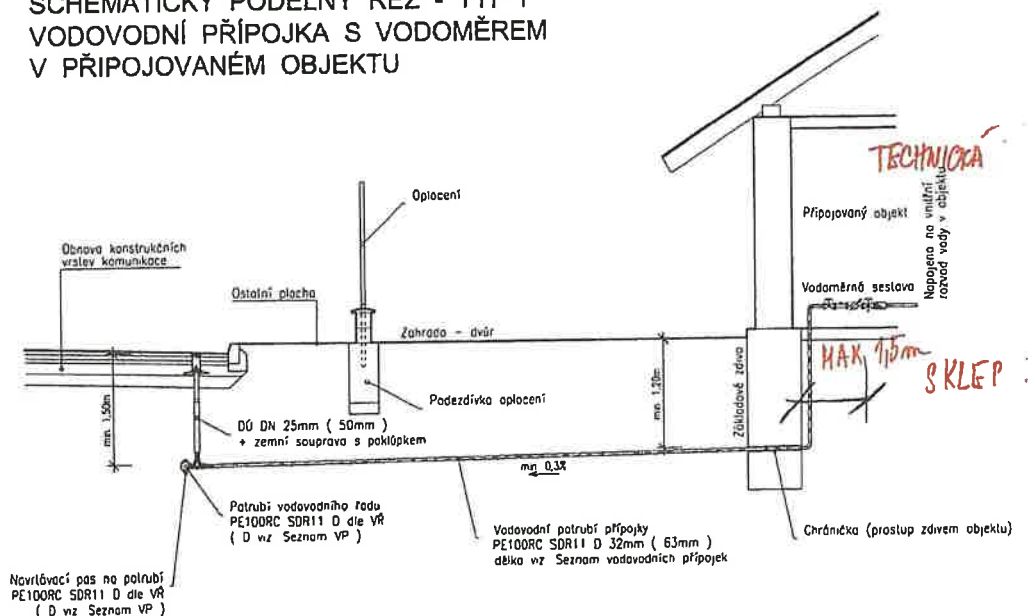 VODOVODNÍ PŘÍPOJKA S VODOMĚREM
V PŘIPOJOVANÉM OBJEKTU
TECHNICKÁ
Oplocení
Připojovaný objekt
Napojeno na vnitřní
rozvod vody v objektu
Obnova konstrukčních
vrstev komunikace
Vodoměrná sestava
Ostatní plocha
Zahrada - dvůr
MAX 1,5m
SKLEP
min 1,50m
Podezdívka oplocení
min 1,20m
Základové zdivo
DÚ DN 25mm ( 50mm )
+ zemní souprava s poklůpkem
min 0,3%
Potrubí vodovodního řadu
PE100RC SDR11 D dle VŘ
( D viz Seznam VP )
Vodovodní potrubí přípojky
PE100RC SDR11 D 32mm ( 63mm )
délka viz Seznam vodovodních přípojek
Chránička (prostup zdivem objektu)
Navrtávací pas na potrubí
PE100RC SDR11 D dle VŘ
( D viz Seznam VP )